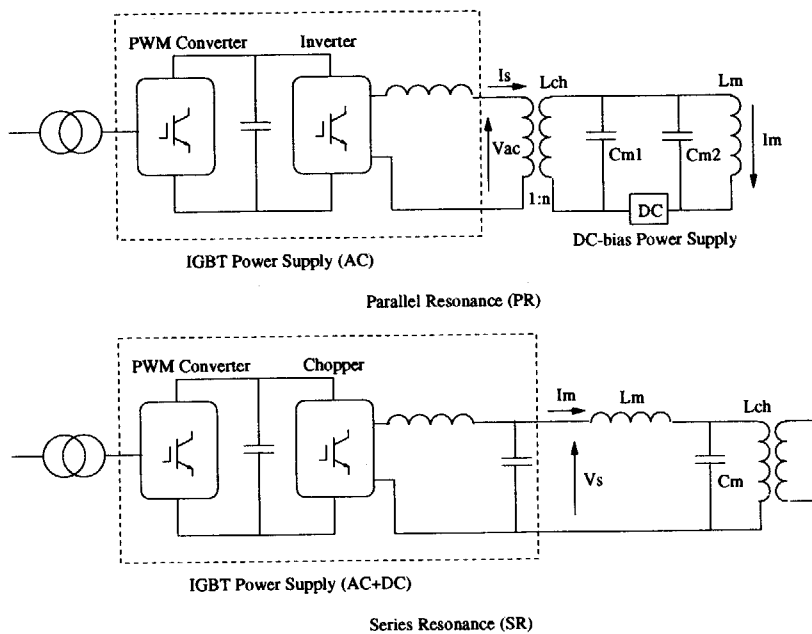 PWM Converter
Inverter
Is
Lch
Lm
Vac
Cm1
Cm2
Im
1:n
DC
DC-bias Power Supply
IGBT Power Supply (AC)
Parallel Resonance (PR)
PWM Converter
Chopper
Im
Lm
Lch
Vs
Cm
IGBT Power Supply (AC+DC)
Series Resonance (SR)